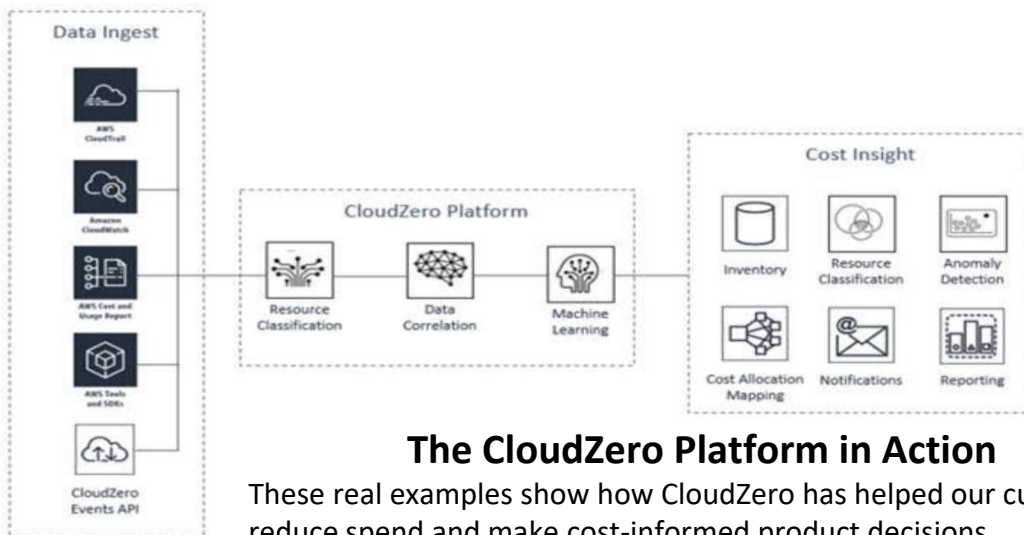 Data Ingest
AWS
CloudTrail
Amazon
CloudWatch
AWS Cost and
Usage Report
AWS Tools
and SDKs
CloudZero
Events API
CloudZero Platform
Resource
Classification
Data
Correlation
Machine
Learning
Cost Insight
Inventory
Resource
Classification
Anomaly
Detection
Cost Allocation
Mapping
Notifications
Reporting
The CloudZero Platform in Action
These real examples show how CloudZero has helped our cu
reduce spend and make cost-informed product decisions